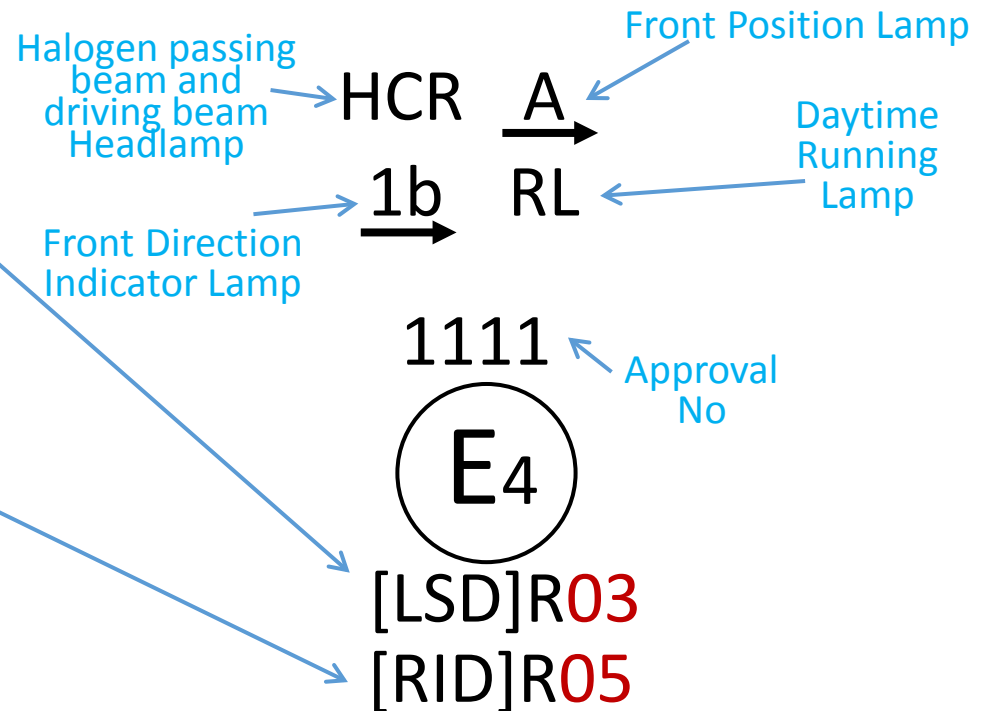 Front Position Lamp
Halogen passing
beam and
driving beam
Headlamp
HCR A
Daytime
Running
Lamp
1b RL
Front Direction
Indicator Lamp
1111
Approval
No
E4
[LSD]R03
[RID]R05